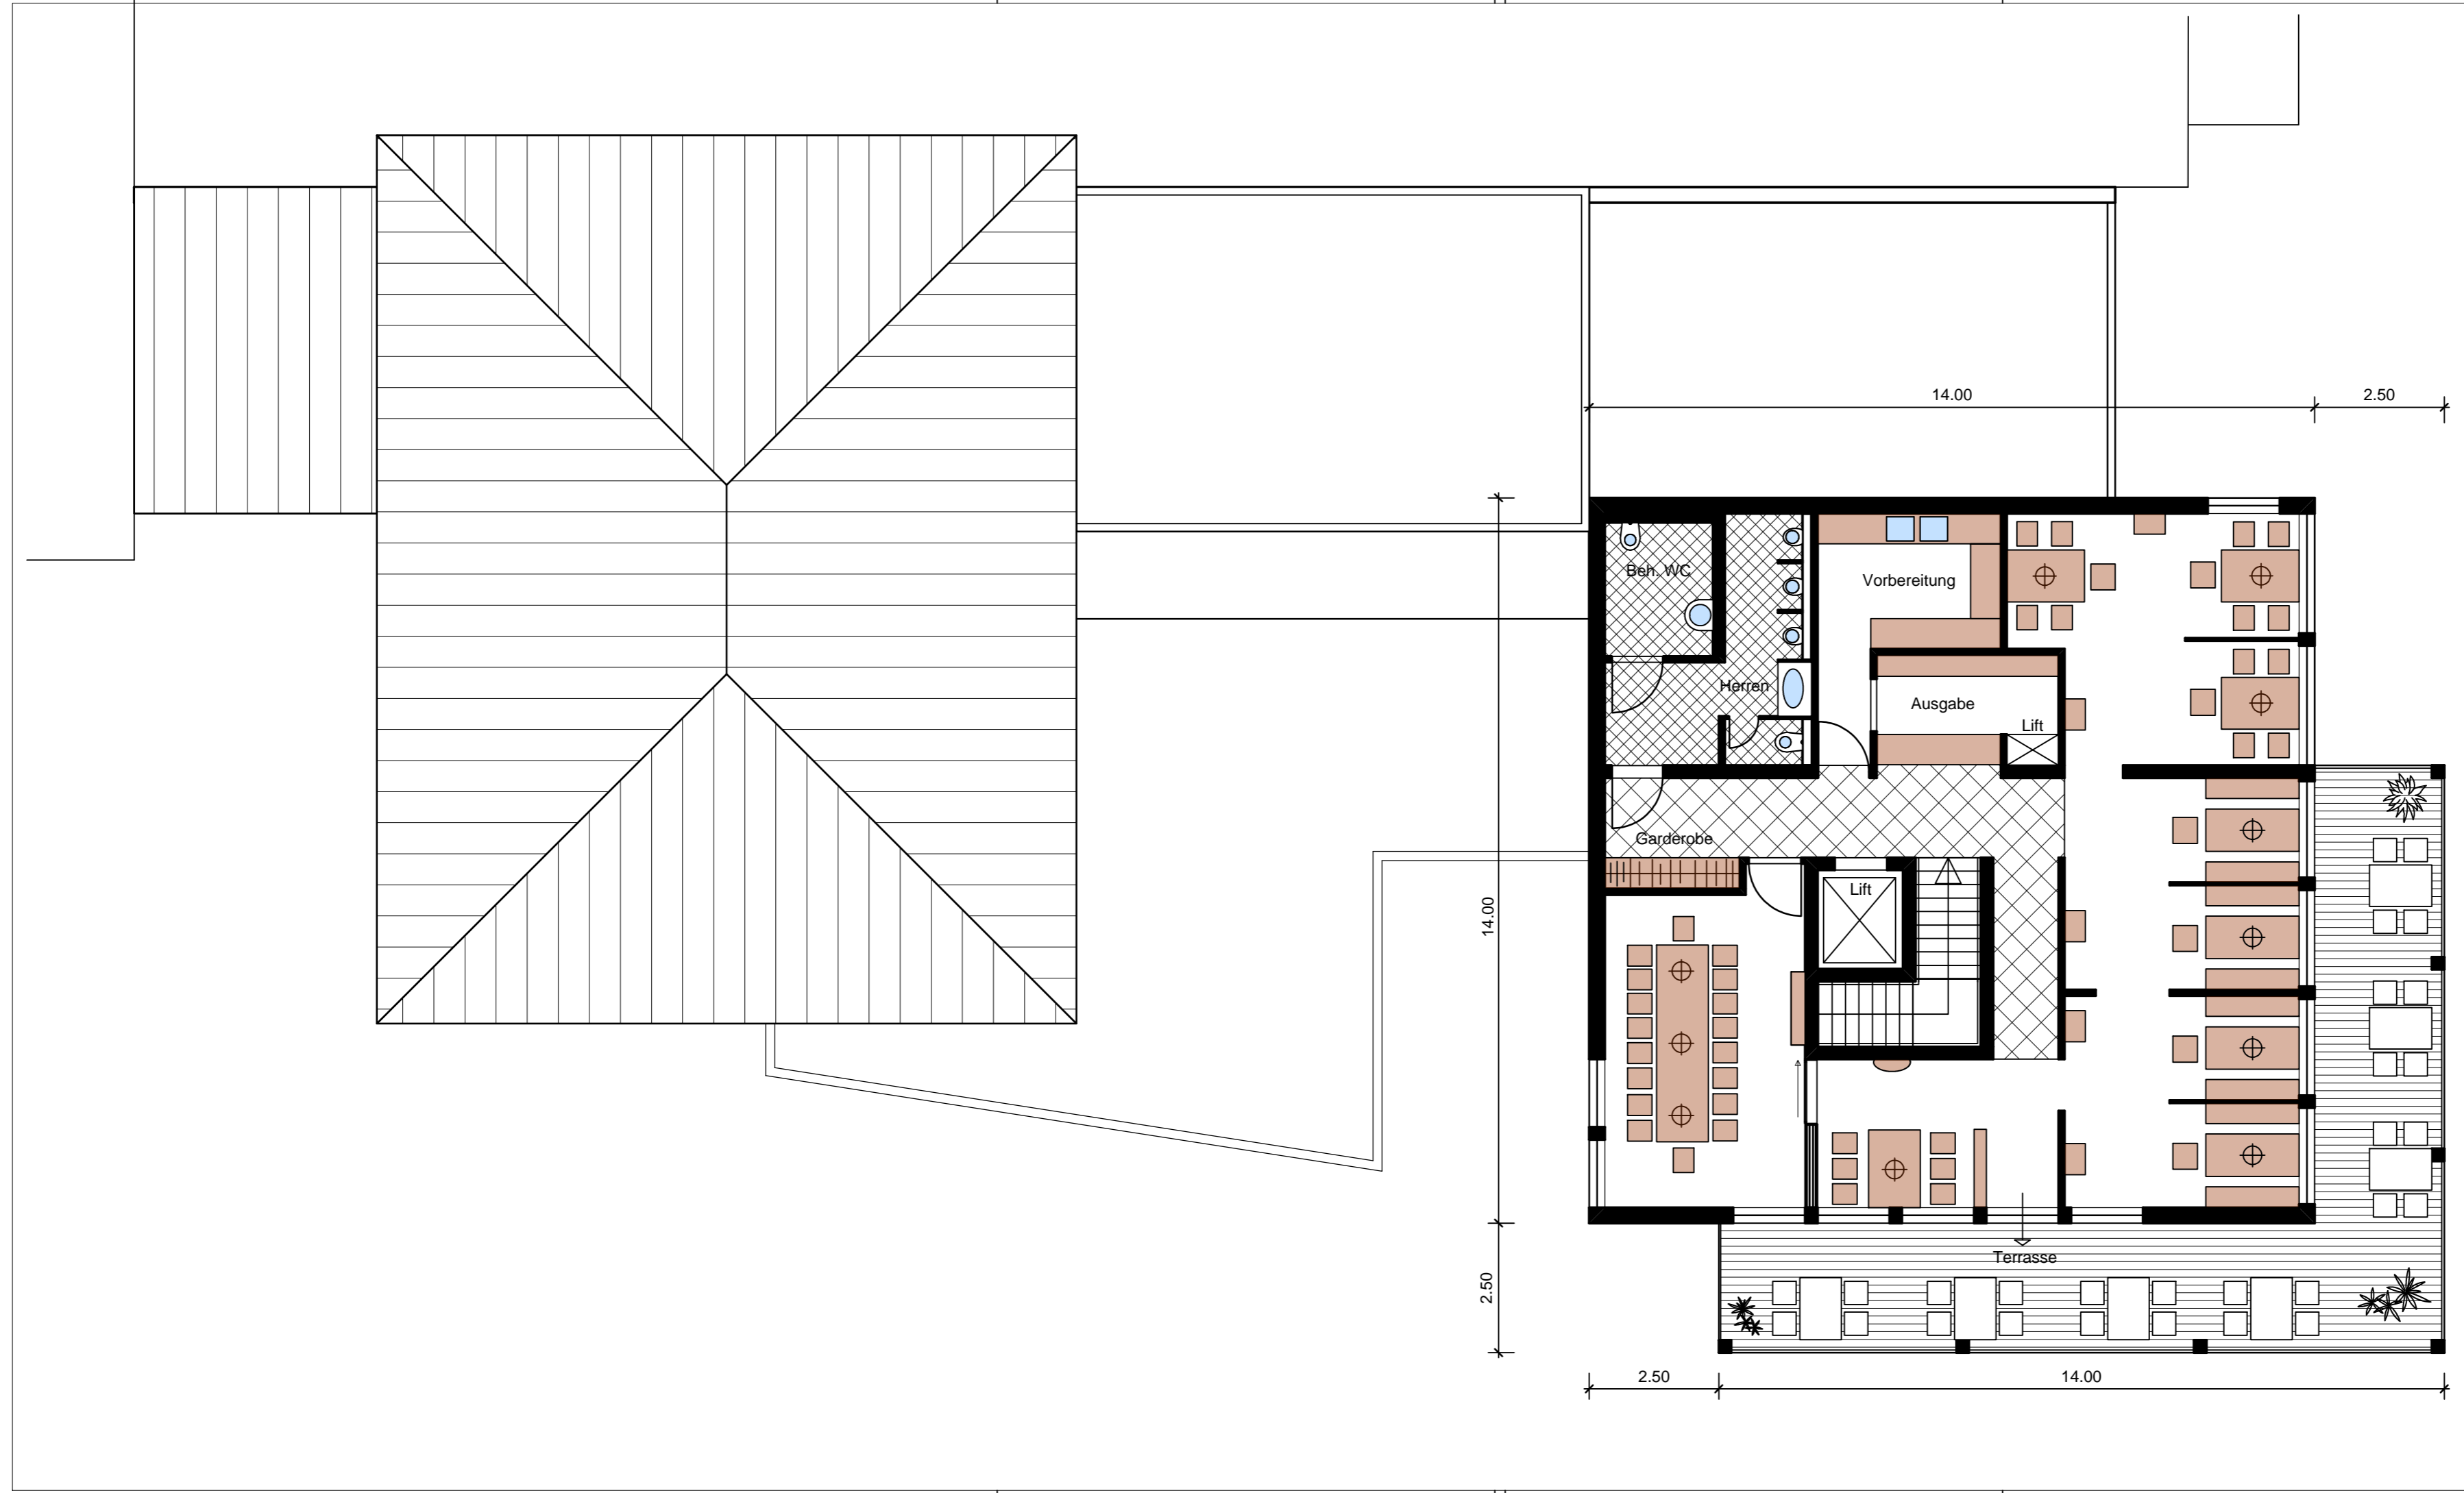 14.00
2.50
Beh. WC
Vorbereitung
Herren
Ausgabe
Lift
Garderobe
Lift
14.00
Terrasse
2.50
2.50
14.00